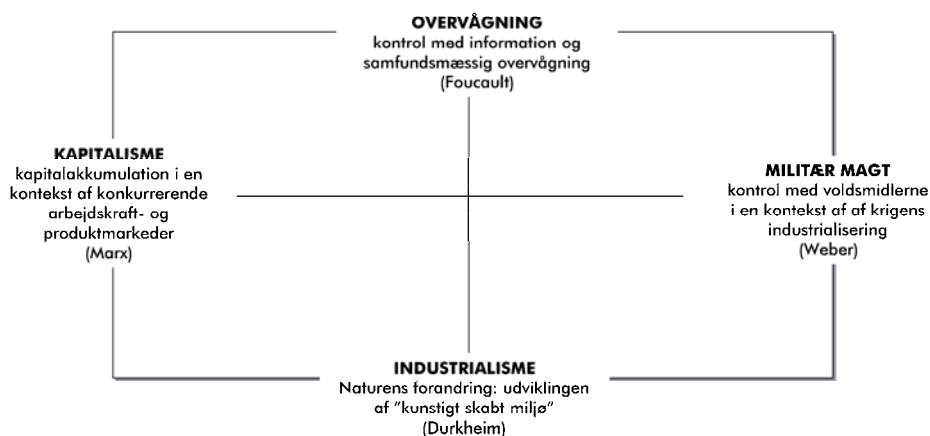 OVERVÅGNING
kontrol med information og
samfundsmæssig overvågning
(Foucault)
KAPITALISME
kapitalakkumulation i en
kontekst af konkurrerende
arbejdskraft- og
produktmarkeder
(Marx)
MILITÆR MAGT
kontrol med voldsmidlerne
i en kontekst af af krigens
industrialisering
(Weber)
INDUSTRIALISME
Naturens forandring: udviklingen
af ”kunstigt skabt miljø”
(Durkheim)